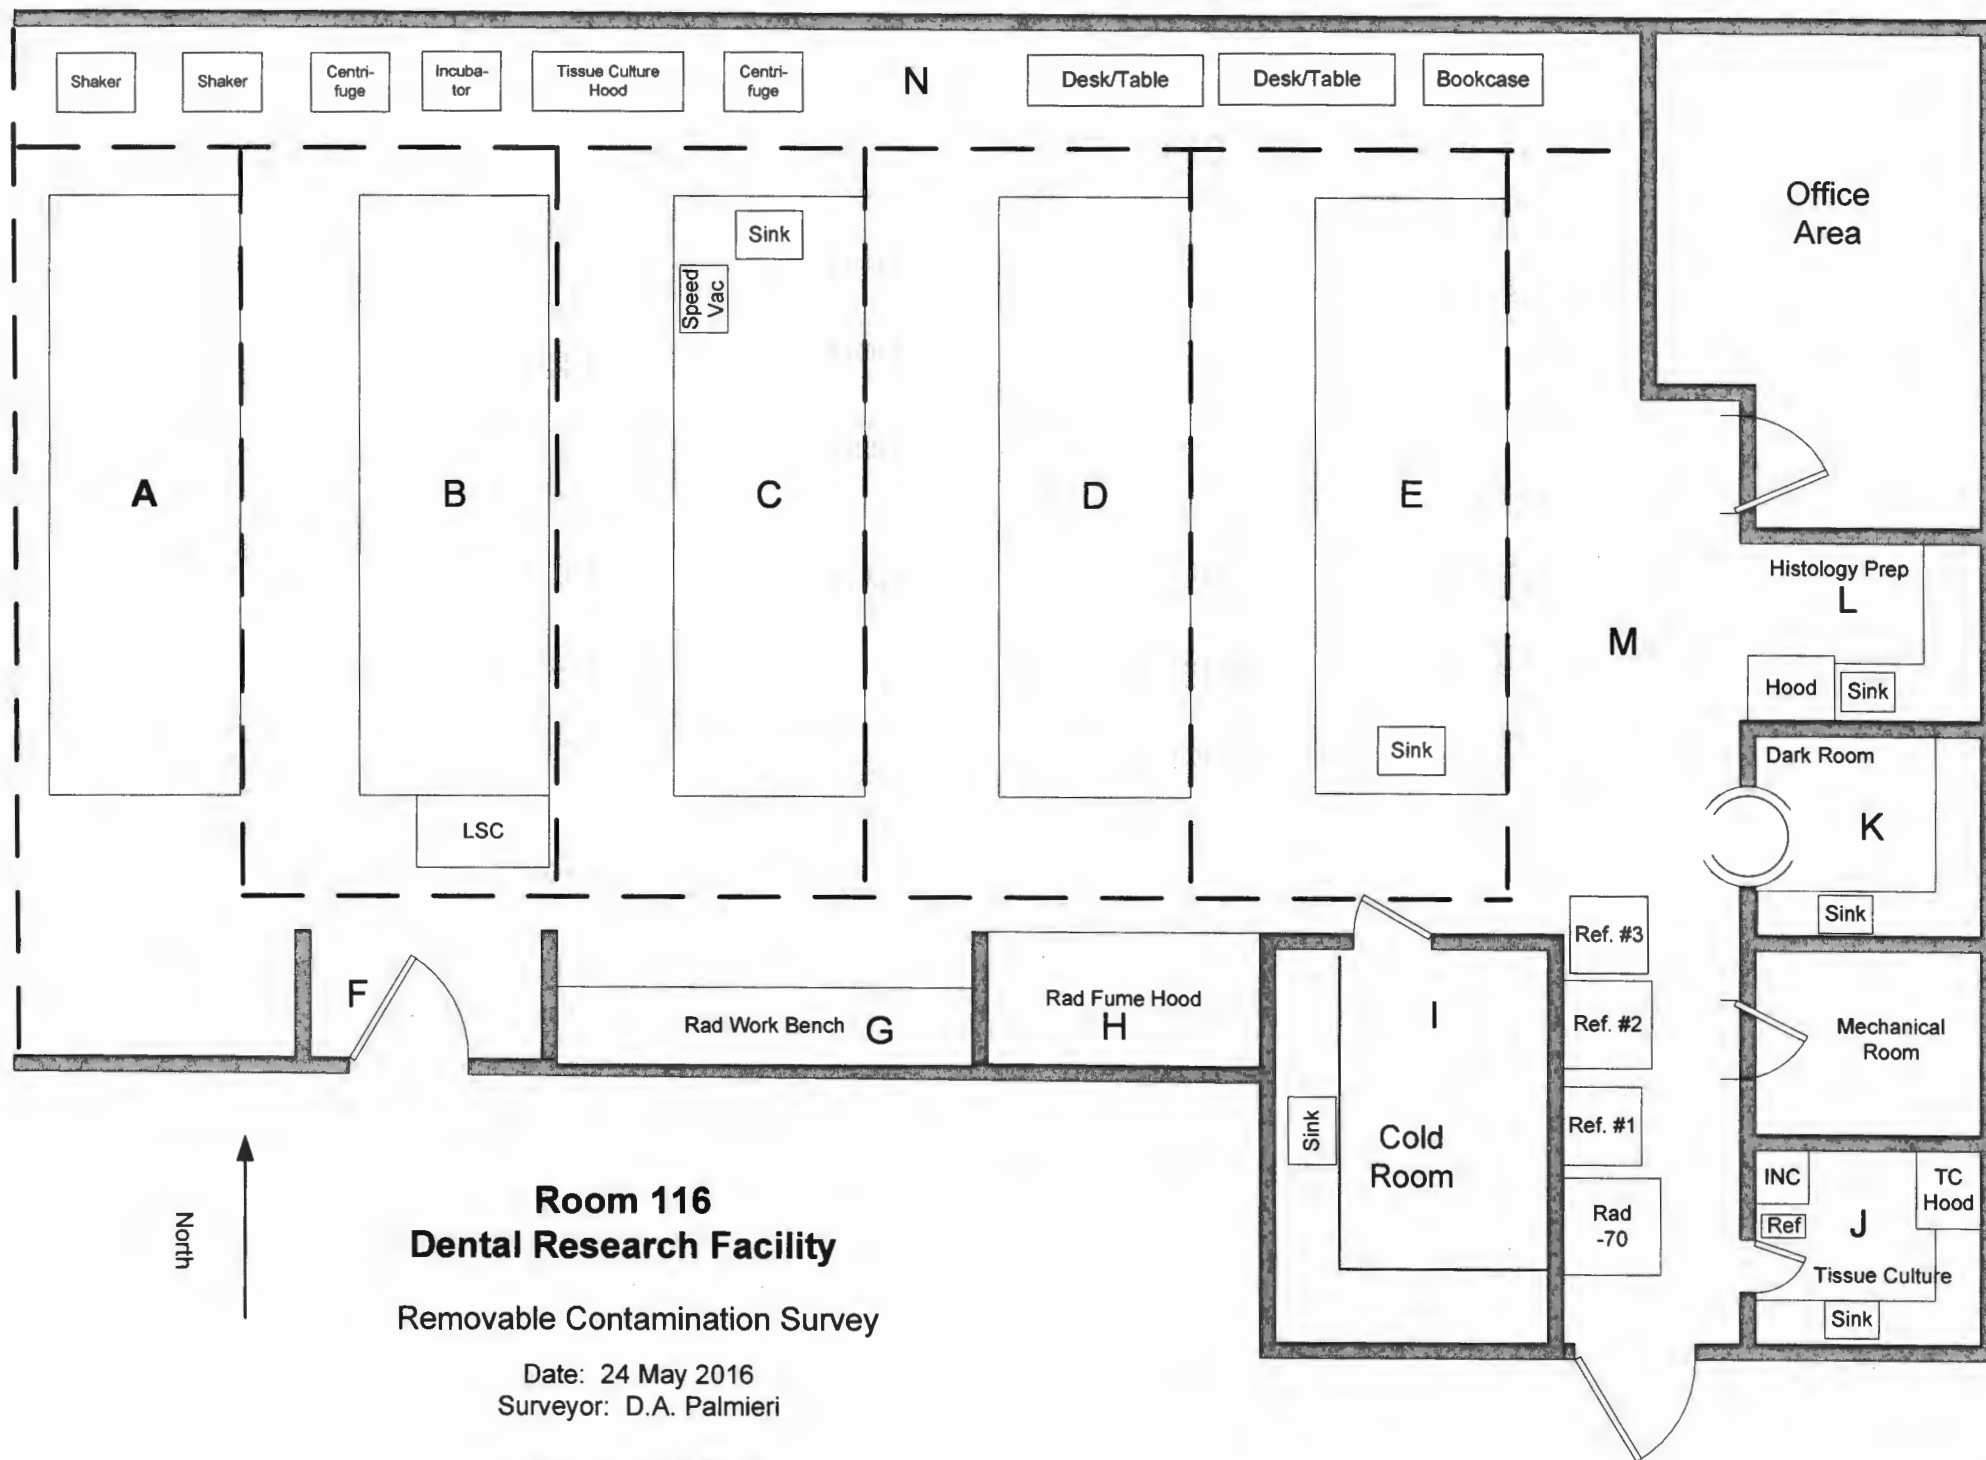 Shaker
Shaker
Centri-
fuge
Incuba-
tor
Tissue Culture
Hood
Centri-
fuge
N
Desk/Table
Desk/Table
Bookcase
Office
Area
Sink
Speed
Vac
A
B
C
D
E
M
Histology Prep
L
Hood
Sink
Sink
Dark Room
K
LSC
Sink
Ref. #3
F
Rad Work Bench
G
Rad Fume Hood
H
I
Ref. #2
Mechanical
Room
Sink
Cold
Room
Ref. #1
INC
TC
Hood
Ref
J
Rad
-70
Tissue Culture
Sink
North
Room 116
Dental Research Facility
Removable Contamination Survey
Date: 24 May 2016
Surveyor: D.A. Palmieri